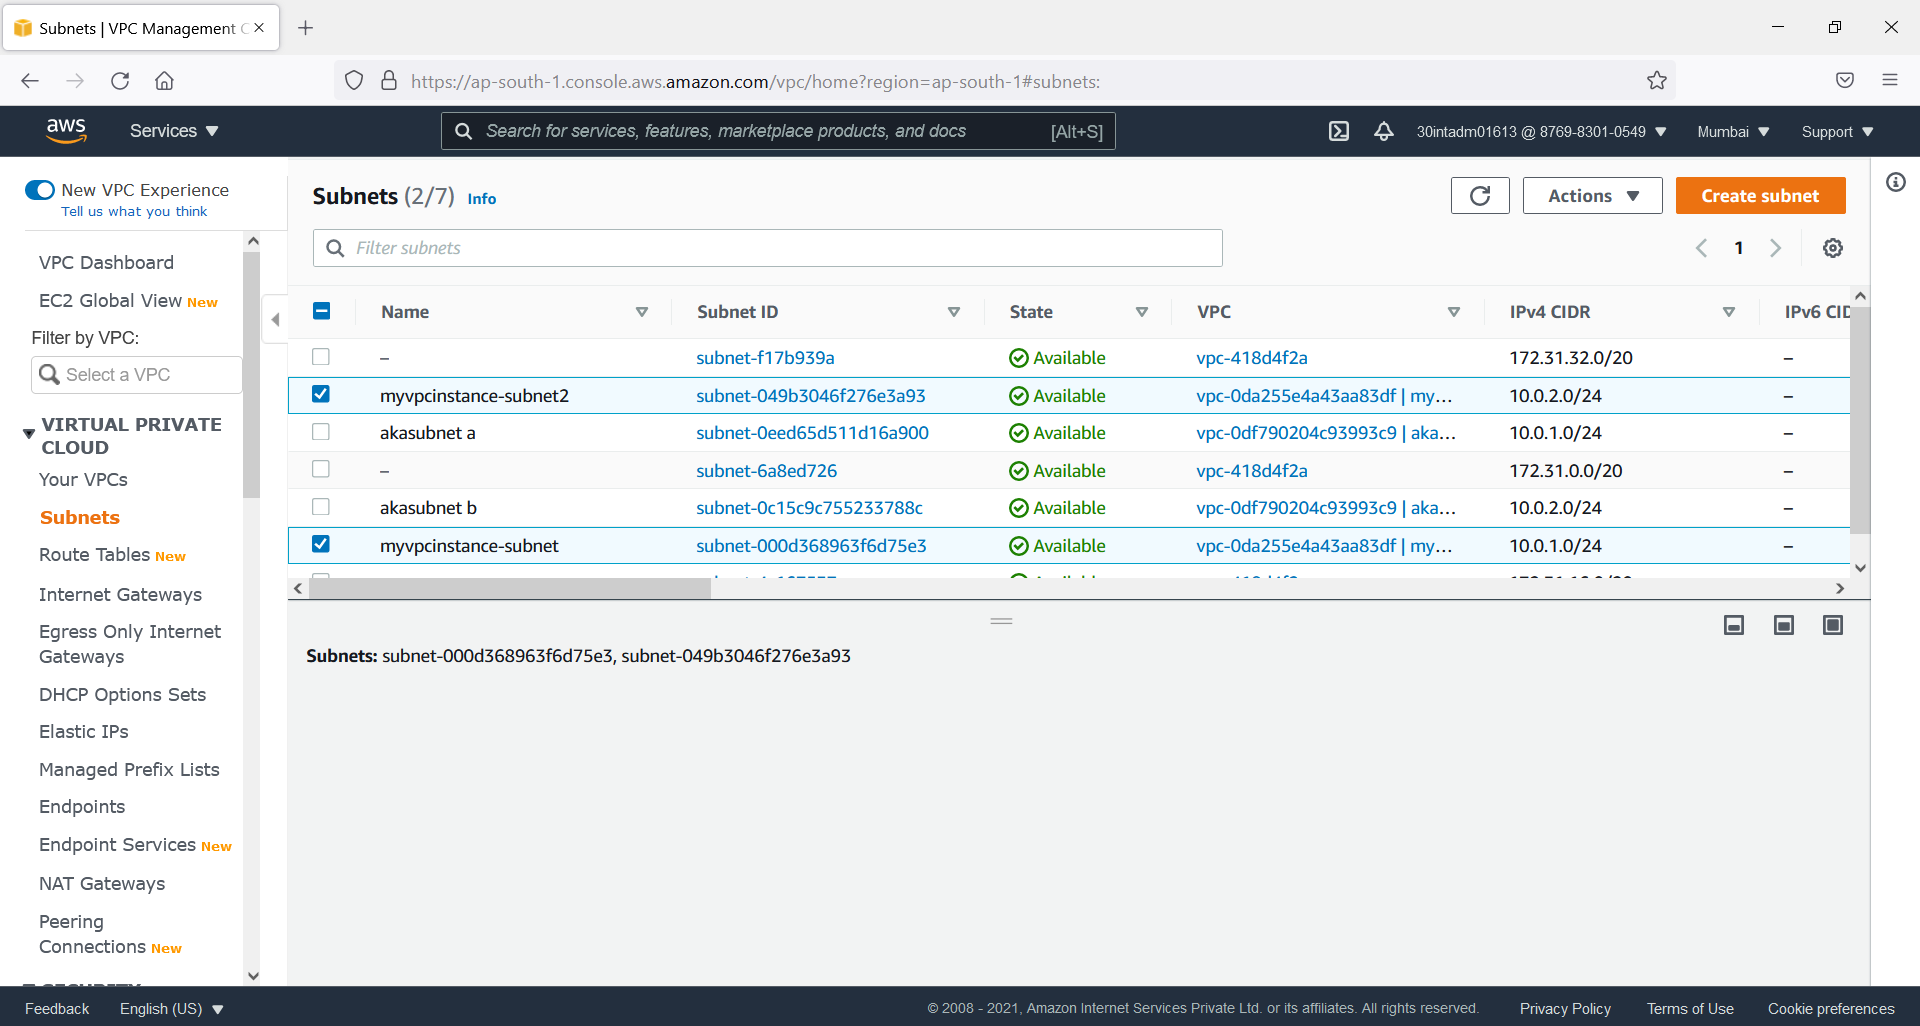 Subnets | VPC Management C
https://ap-south-1.console.aws.amazon.com/vpc/home?region=ap-south-1#subnets:
aws
Services
Search for services, features, marketplace products, and docs
[Alt+S]
30intadm01613 @ 8769-8301-0549
Mumbai
Support
New VPC Experience
Tell us what you think
VPC Dashboard
EC2 Global View New
Filter by VPC:
Select a VPC
VIRTUAL PRIVATE
CLOUD
Your VPCs
Subnets
Route Tables New
Internet Gateways
Egress Only Internet
Gateways
DHCP Options Sets
Elastic IPs
Managed Prefix Lists
Endpoints
Endpoint Services New
NAT Gateways
Peering
Connections New
SECURITY
Subnets (2/7) Info
Actions
Create subnet
Filter subnets
1
Name Subnet ID State VPC IPv4 CIDR IPv6 CID
– subnet-f17b939a Available vpc-418d4f2a 172.31.32.0/20 –
myvpcinstance-subnet2 subnet-049b3046f276e3a93 Available vpc-0da255e4a43aa83df | my... 10.0.2.0/24 –
akasubnet a subnet-0eed65d511d16a900 Available vpc-0df790204c93993c9 | aka... 10.0.1.0/24 –
– subnet-6a8ed726 Available vpc-418d4f2a 172.31.0.0/20 –
akasubnet b subnet-0c15c9c755233788c Available vpc-0df790204c93993c9 | aka... 10.0.2.0/24 –
myvpcinstance-subnet subnet-000d368963f6d75e3 Available vpc-0da255e4a43aa83df | my... 10.0.1.0/24 –
Subnets: subnet-000d368963f6d75e3, subnet-049b3046f276e3a93
Feedback
English (US)
© 2008 - 2021, Amazon Internet Services Private Ltd. or its affiliates. All rights reserved.
Privacy Policy
Terms of Use
Cookie preferences